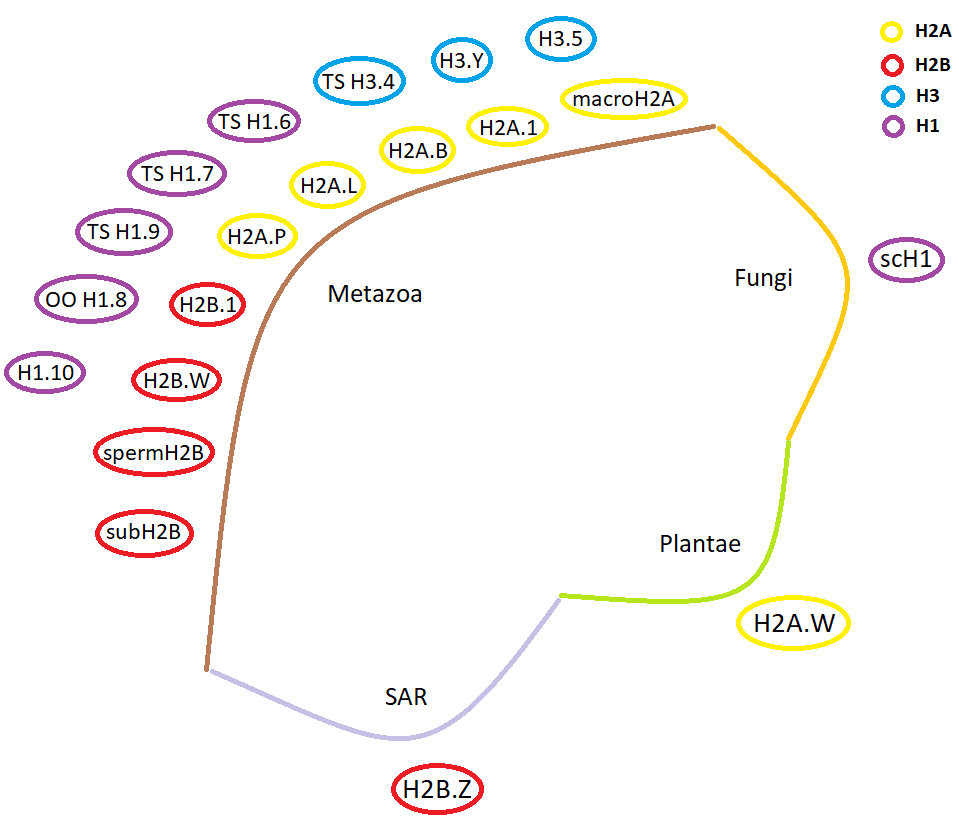 H2A
H2B
H3
H1
H3.5
H3.Y
TS H3.4
macroH2A
TS H1.6
H2A.1
H2A.B
TS H1.7
H2A.L
TS H1.9
H2A.P
scH1
Fungi
Metazoa
OO H1.8
H2B.1
H1.10
H2B.W
spermH2B
subH2B
Plantae
H2A.W
SAR
H2B.Z